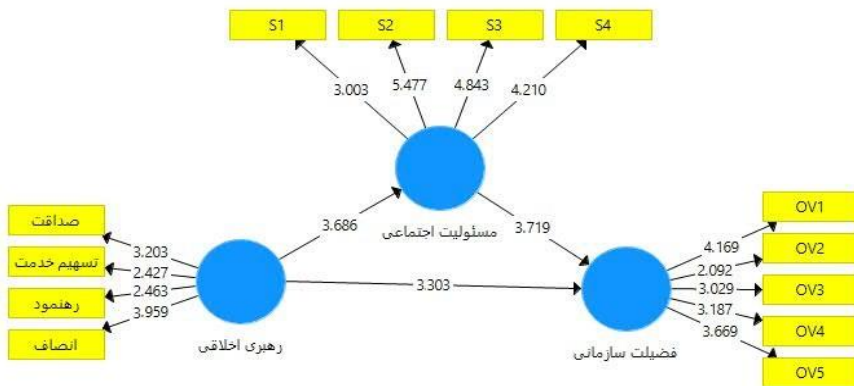 S1
S2
S3
S4
3.003
5.477
4.843
4.210
مسئولیت اجتماعی
3.686
3.719
صداقت
تسهیم خدمت
رهنمود
انصاف
3.203
2.427
2.463
3.959
رهبری اخلاقی
3.303
فضیلت سازمانی
4.169
2.092
3.029
3.187
3.669
OV1
OV2
OV3
OV4
OV5